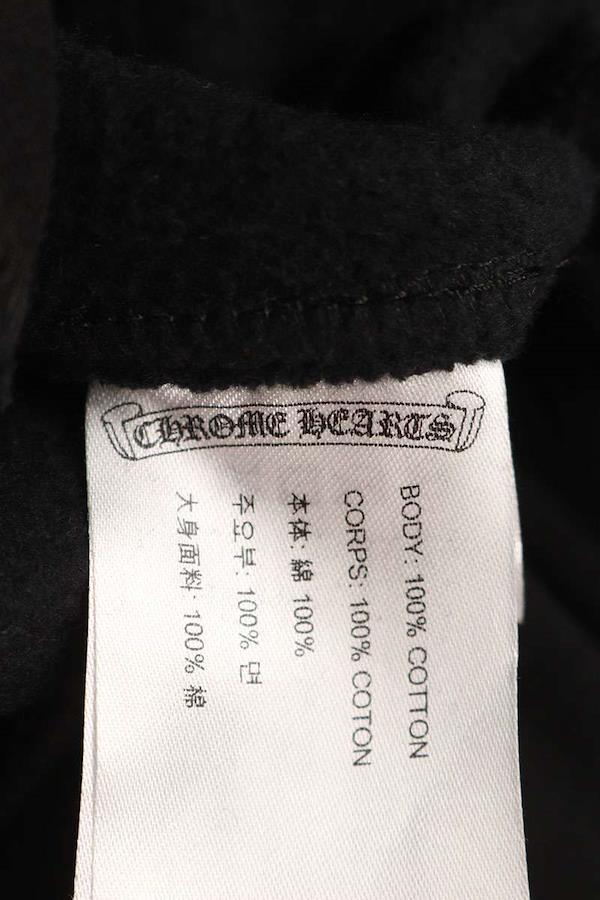 CHROME HEARTS
BODY: 100% COTTON
CORPS: 100% COTON
本体: 綿 100%
주요부: 100% 면
大身面料: 100% 綿